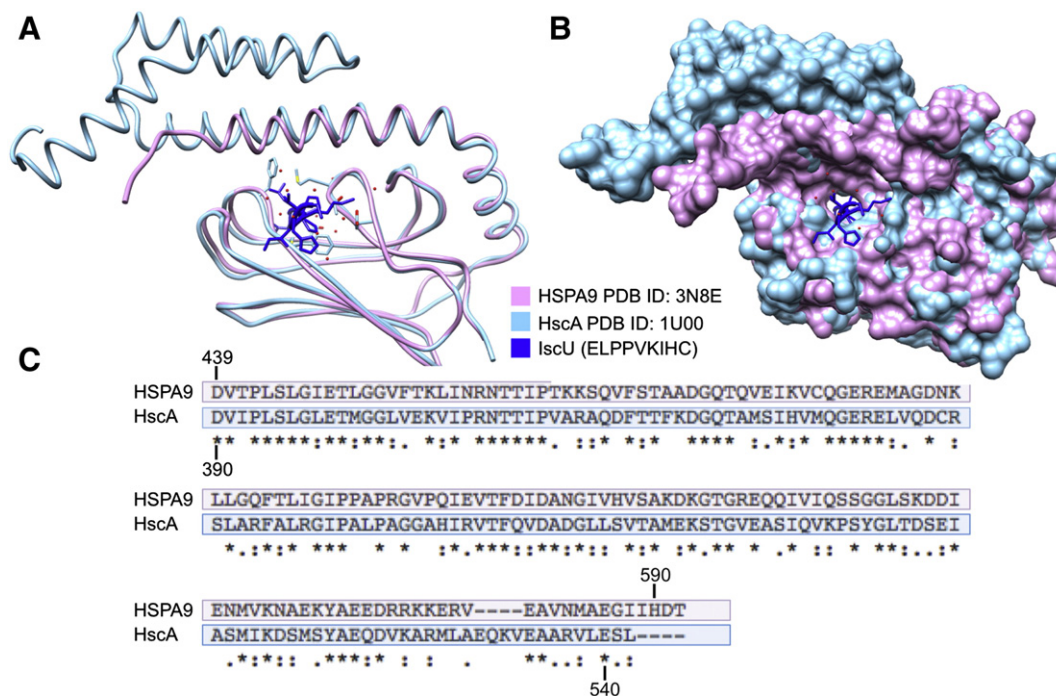 A
B
HSPA9 PDB ID: 3N8E
HscA PDB ID: 1U00
IscU (ELPPVKIHC)
C
439
HSPA9 DVTPLSLGIETLGGVFTKLINRNTTIPTKKSQVFSTAADGQTQVEIKVCQGEREMAGDNK
HscA DVIPLSLGLETMGGLVEKVIPRNTTIPVARAQDFTTFKDGQTAMSIHVMQGERELVQDCR
** *****:**:**:. *:* ******. ::* *:* **** :.*:* *****:. * :
390
HSPA9 LLGQFTLIGIPPAPRGVPQIEVTFDIDANGIVHVSAKDKGTGREQQIVIQSSGGLSKDDI
HscA SLARFALRGIPALPAGGAHIRVTFQVDADGLLSVTAMEKSTGVEASIQVKPSYGLTDSEI
*.:*:* *** * * .:*.***::**:*:: *:* :*.** * .* ::.* **:..:*
HSPA9 ENMVKNAEKYAEEDRRKKERV----EAVNMAEGIIHDT
HscA ASMIKDSMSYAEQDVKARMLAEQKVEAARVLESL----
.*:*:: .***:* : : . **..: *.:
590
540